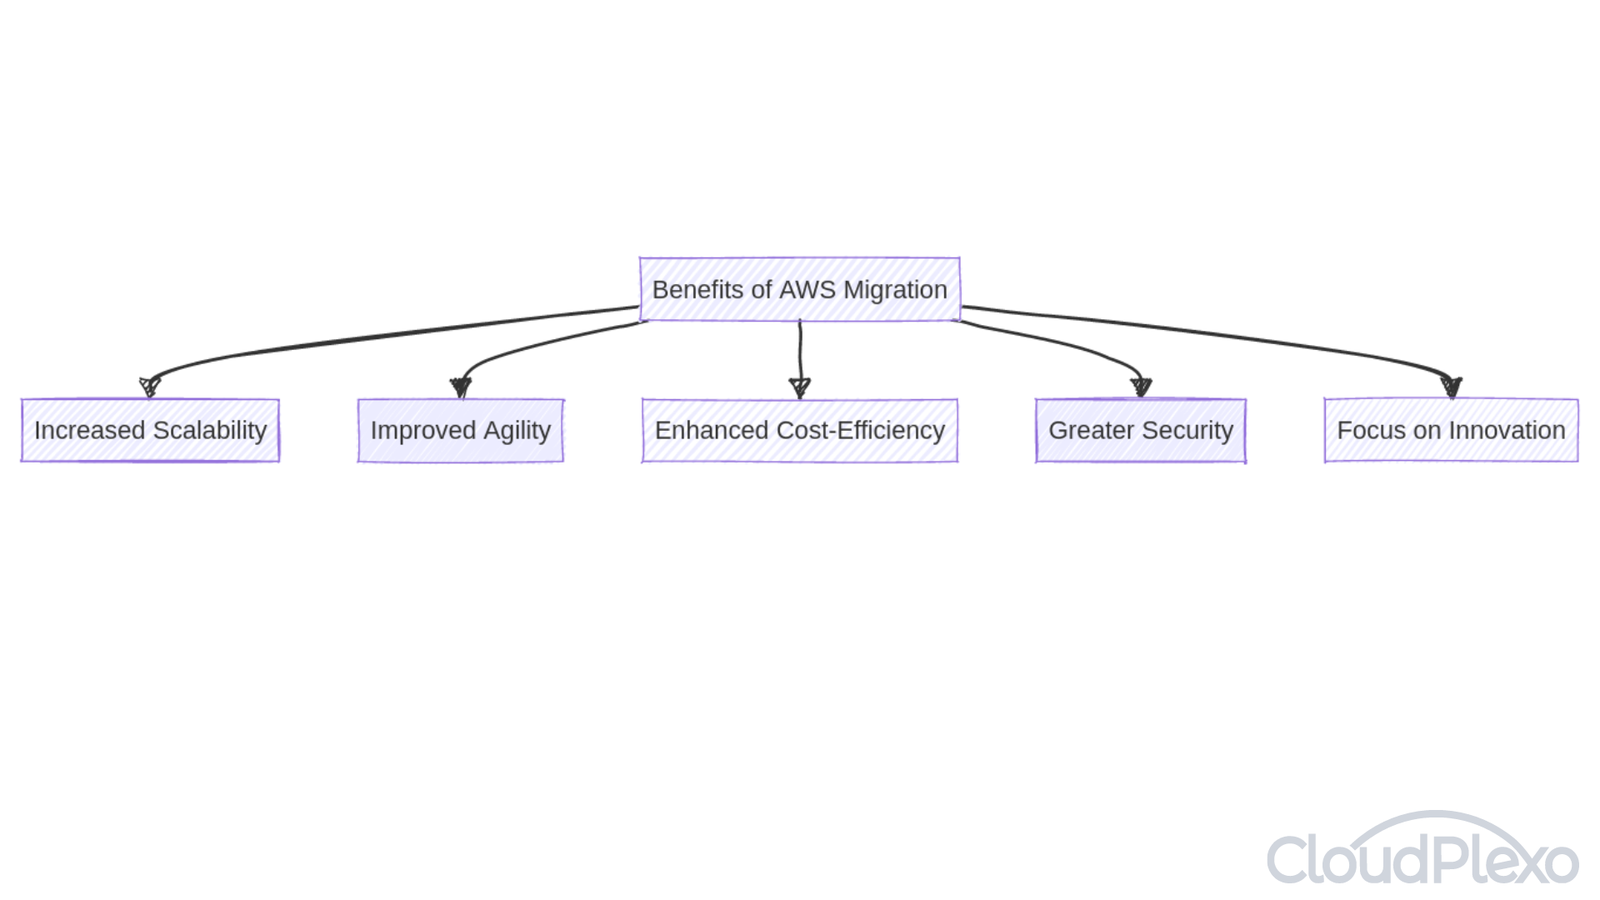 Benefits of AWS Migration
Increased Scalability
Improved Agility
Enhanced Cost-Efficiency
Greater Security
Focus on Innovation
CloudPlexo